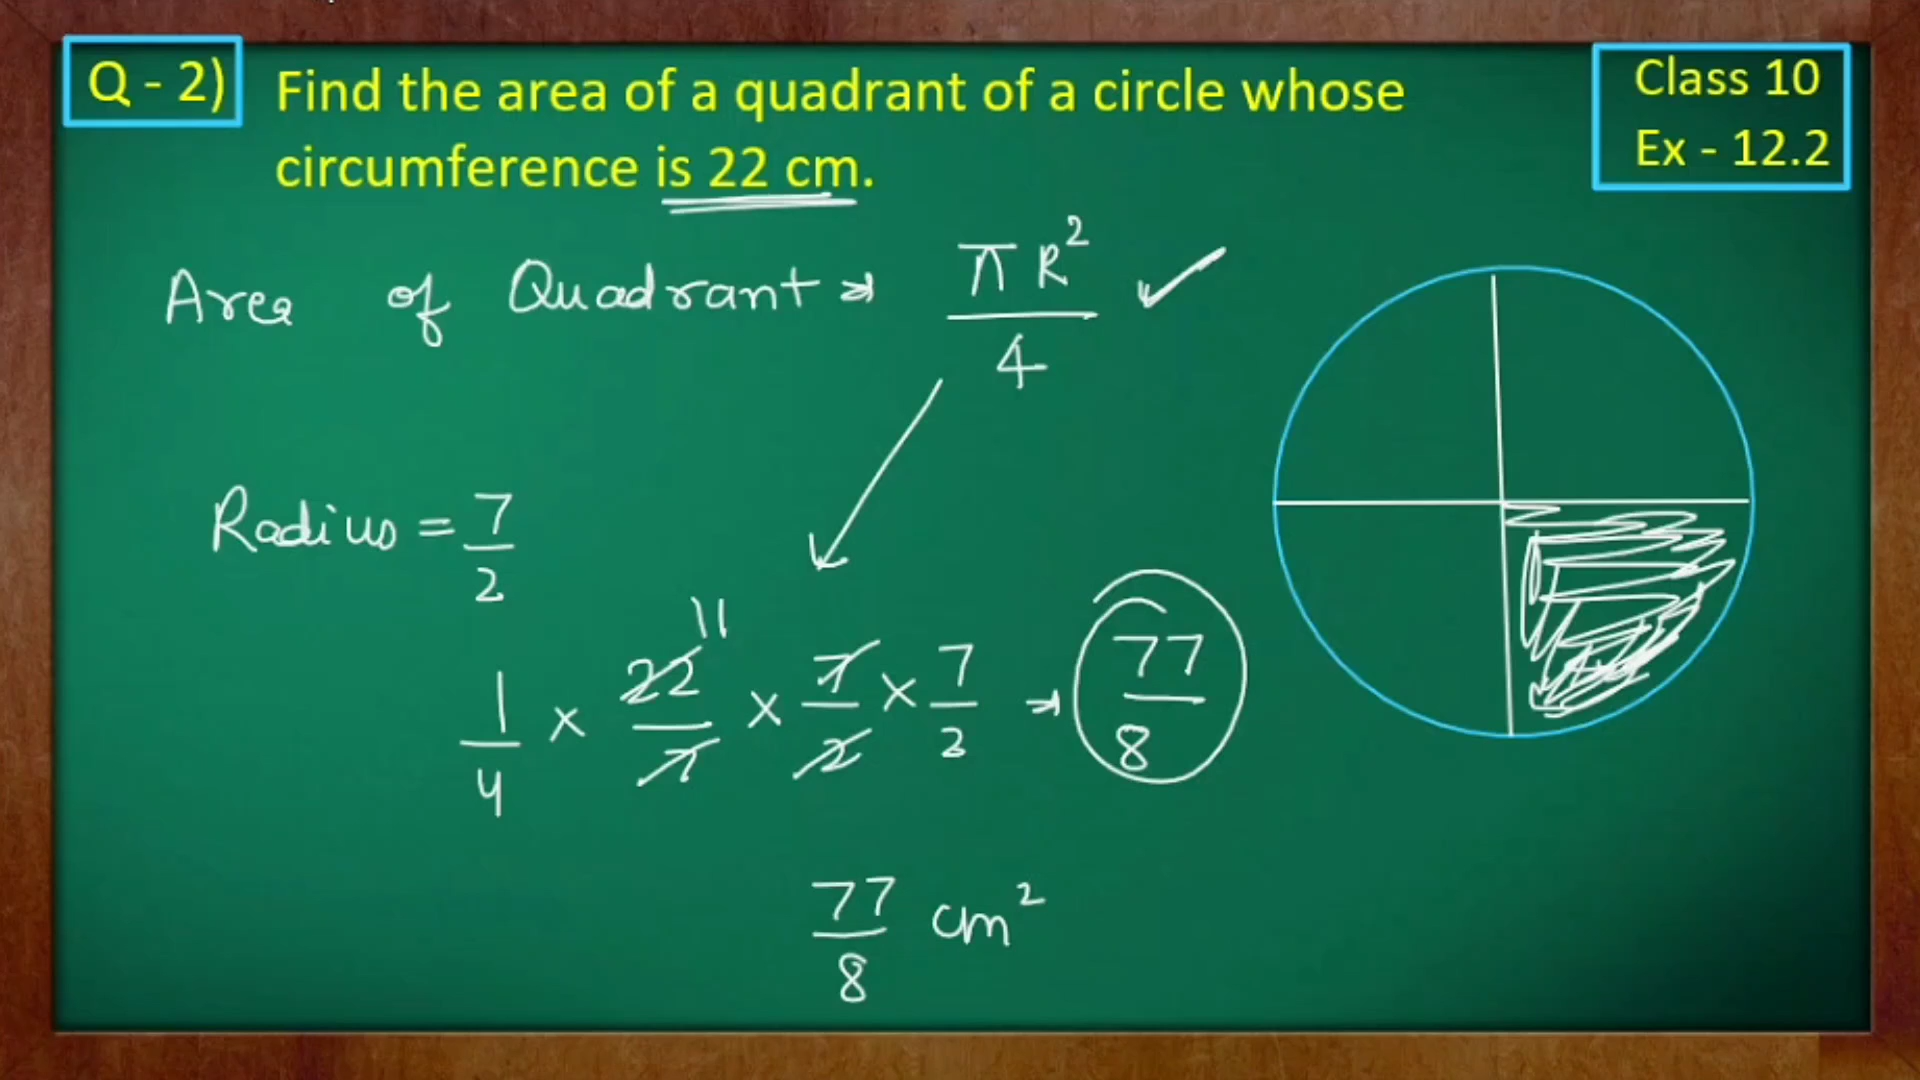 Q - 2) Find the area of a quadrant of a circle whose
circumference is 22 cm.
Class 10
Ex - 12.2
Area of Quadrant → πR²/4 ✓
Radius = 7/2
11
1/4 × 22/7 × 7/2 × 7/2 → 77/8
77/8 cm²